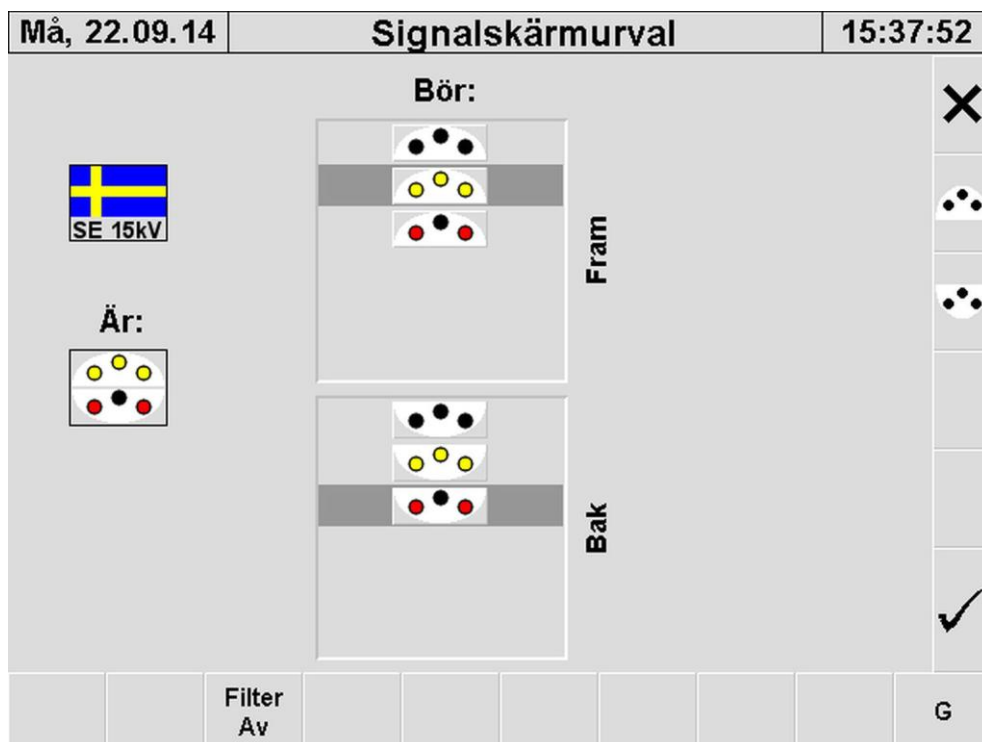 Må, 22.09.14
Signalskärmurval
15:37:52
Bör:
SE 15kV
Fram
Är:
Bak
Filter
Av
G